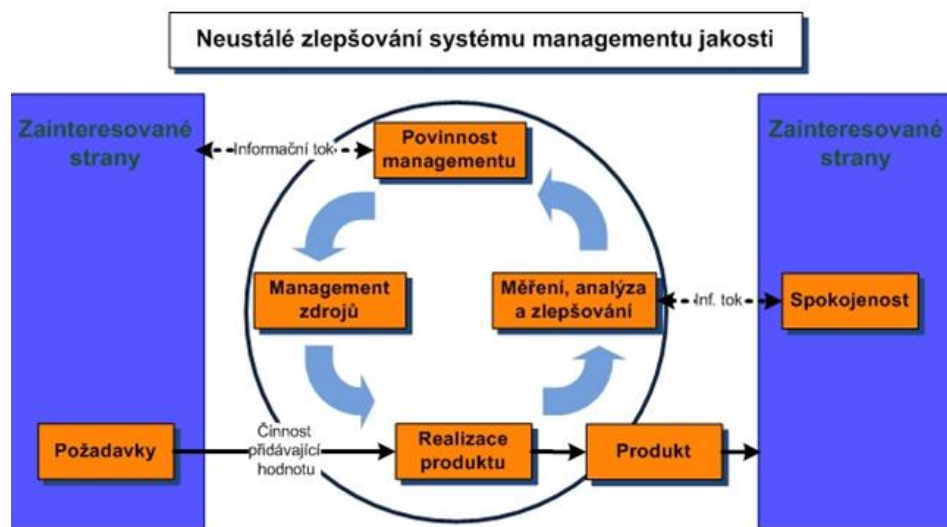 Neustálé zlepšování systému managementu jakosti
Zainteresované
strany
Informační tok
Povinnost
managementu
Zainteresované
strany
Management
zdrojů
Měření, analýza
a zlepšování
Inf. tok
Spokojenost
Požadavky
Činnost
přidávající
hodnotu
Realizace
produktu
Produkt